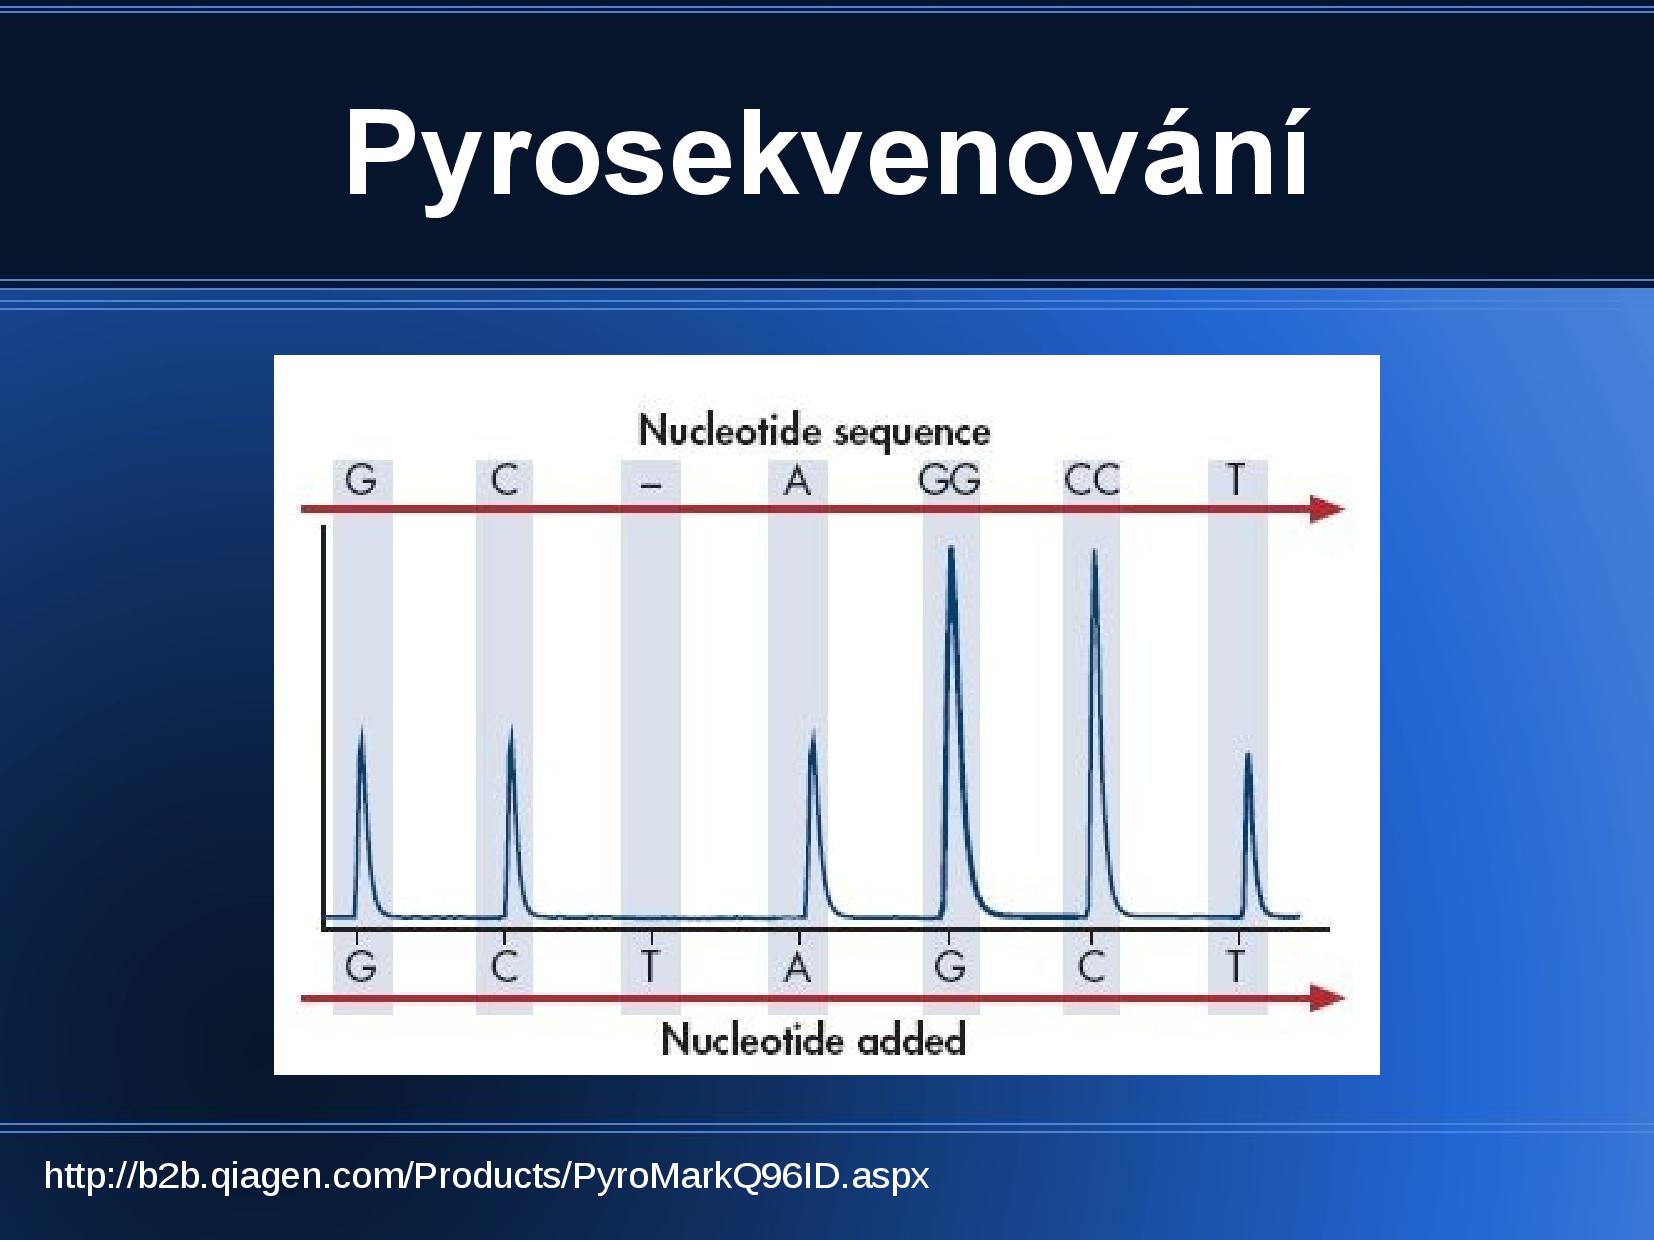 Pyrosekvenování
Nucleotide sequence
G C – A GG CC T
G C T A G C T
Nucleotide added
http://b2b.qiagen.com/Products/PyroMarkQ96ID.aspx